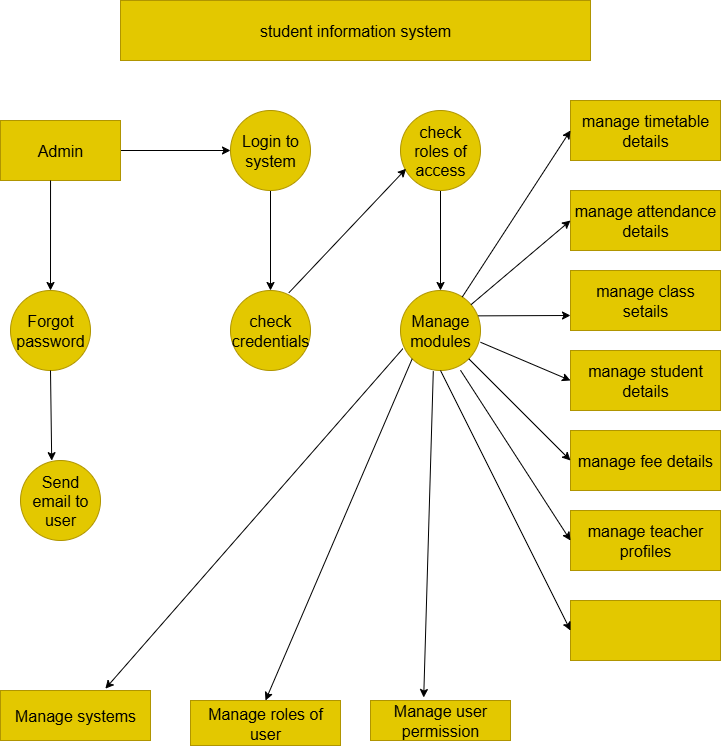 student information system
Admin
Login to
system
check
roles of
access
manage timetable
details
manage attendance
details
manage class
setails
Forgot
password
check
credentials
Manage
modules
manage student
details
manage fee details
Send
email to
user
manage teacher
profiles
Manage systems
Manage roles of
user
Manage user
permission